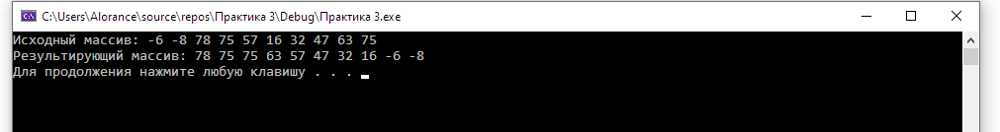 C:\Users\Alorance\source\repos\Практика 3\Debug\Практика 3.exe
Исходный массив: -6 -8 78 75 57 16 32 47 63 75
Результирующий массив: 78 75 75 63 57 47 32 16 -6 -8
Для продолжения нажмите любую клавишу . . .